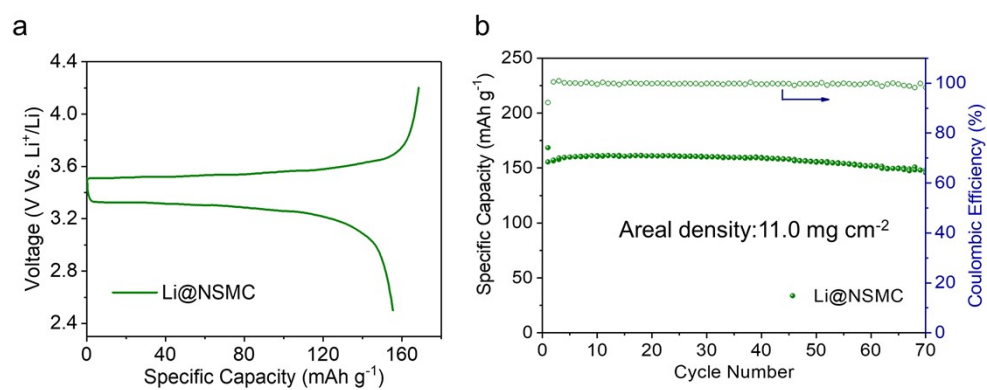 a
4.4
4.0
3.6
3.2
2.8
2.4
Voltage (V Vs. Li⁺/Li)
Li@NSMC
0 40 80 120 160
Specific Capacity (mAh g⁻¹)
b
250
200
150
100
50
0
Specific Capacity (mAh g⁻¹)
Areal density:11.0 mg cm⁻²
Li@NSMC
0 10 20 30 40 50 60 70
Cycle Number
100
80
60
40
20
0
Coulombic Efficiency (%)